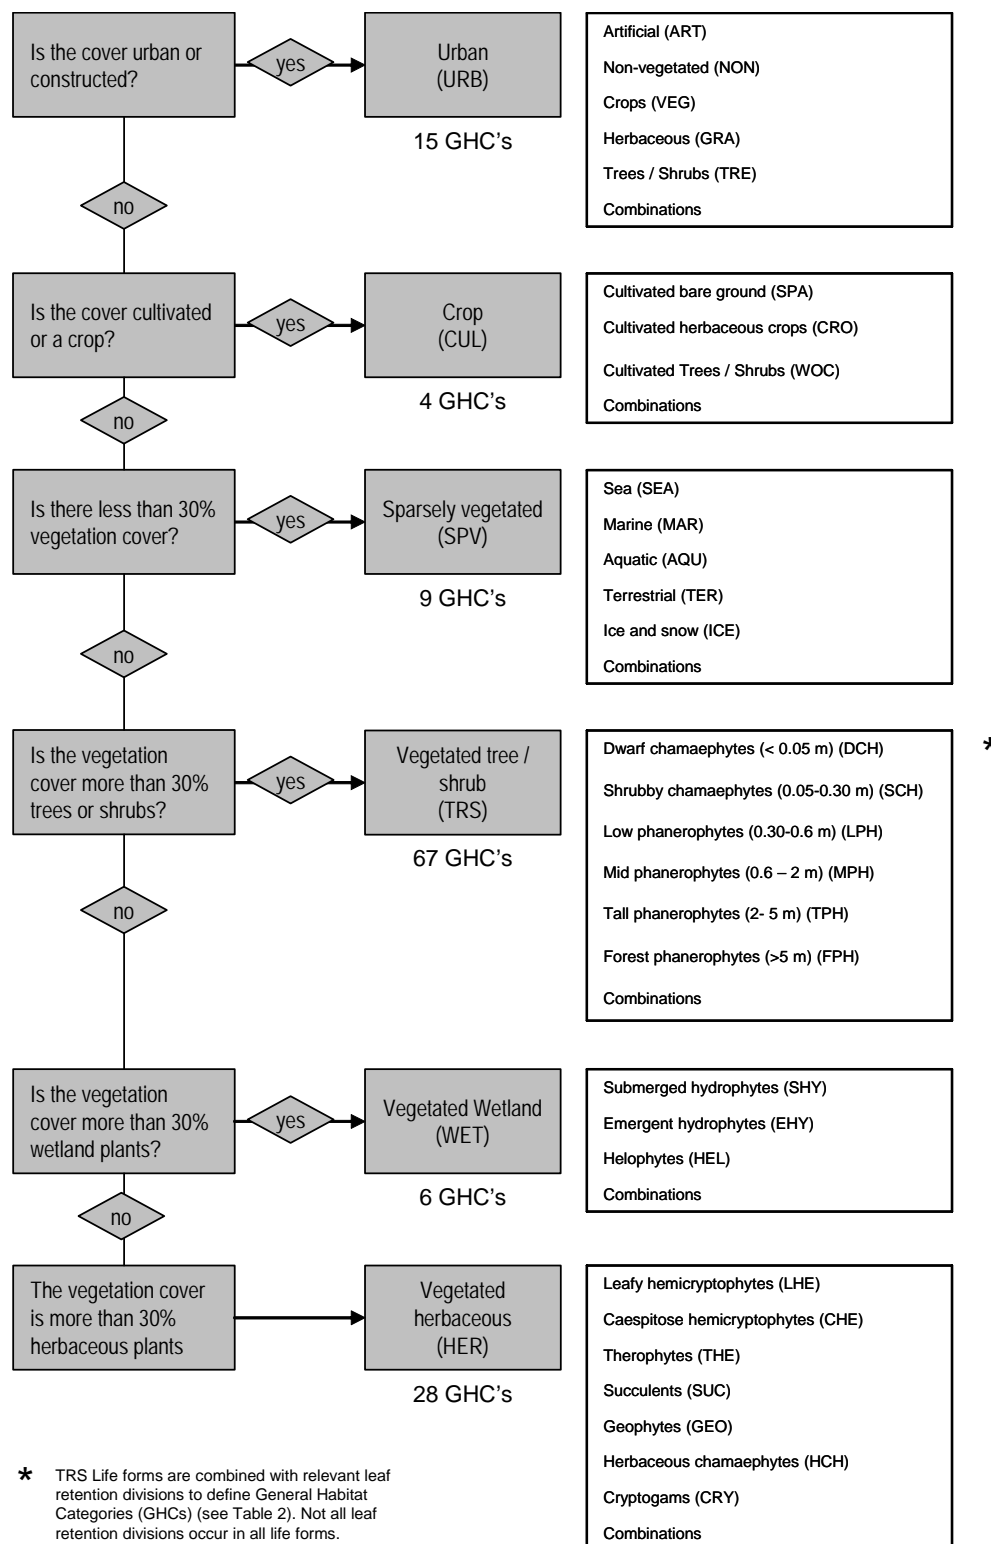 Is the cover urban or
constructed?
yes
Urban
(URB)
15 GHC's
Artificial (ART)
Non-vegetated (NON)
Crops (VEG)
Herbaceous (GRA)
Trees / Shrubs (TRE)
Combinations
no
Is the cover cultivated
or a crop?
yes
Crop
(CUL)
4 GHC's
Cultivated bare ground (SPA)
Cultivated herbaceous crops (CRO)
Cultivated Trees / Shrubs (WOC)
Combinations
no
Is there less than 30%
vegetation cover?
yes
Sparsely vegetated
(SPV)
9 GHC's
Sea (SEA)
Marine (MAR)
Aquatic (AQU)
Terrestrial (TER)
Ice and snow (ICE)
Combinations
no
Is the vegetation
cover more than 30%
trees or shrubs?
yes
Vegetated tree /
shrub
(TRS)
67 GHC's
Dwarf chamaephytes (< 0.05 m) (DCH)
Shrubby chamaephytes (0.05-0.30 m) (SCH)
Low phanerophytes (0.30-0.6 m) (LPH)
Mid phanerophytes (0.6 – 2 m) (MPH)
Tall phanerophytes (2- 5 m) (TPH)
Forest phanerophytes (>5 m) (FPH)
Combinations
*
no
Is the vegetation
cover more than 30%
wetland plants?
yes
Vegetated Wetland
(WET)
6 GHC's
Submerged hydrophytes (SHY)
Emergent hydrophytes (EHY)
Helophytes (HEL)
Combinations
no
The vegetation cover
is more than 30%
herbaceous plants
Vegetated
herbaceous
(HER)
28 GHC's
Leafy hemicryptophytes (LHE)
Caespitose hemicryptophytes (CHE)
Therophytes (THE)
Succulents (SUC)
Geophytes (GEO)
Herbaceous chamaephytes (HCH)
Cryptogams (CRY)
Combinations
* TRS Life forms are combined with relevant leaf
retention divisions to define General Habitat
Categories (GHCs) (see Table 2). Not all leaf
retention divisions occur in all life forms.